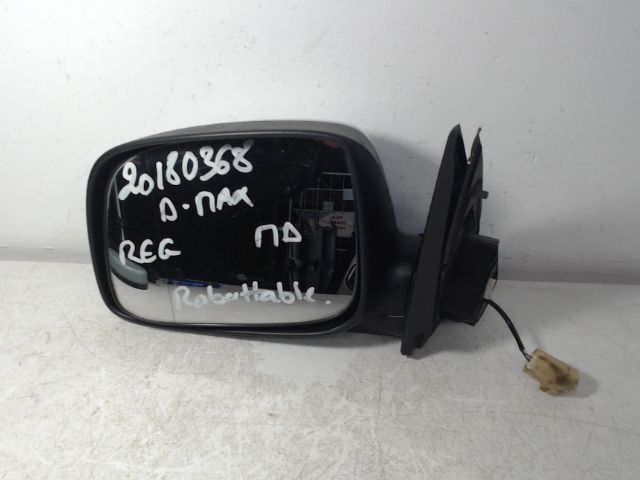 20180368
D-MAX
REG MD
Rabattable.